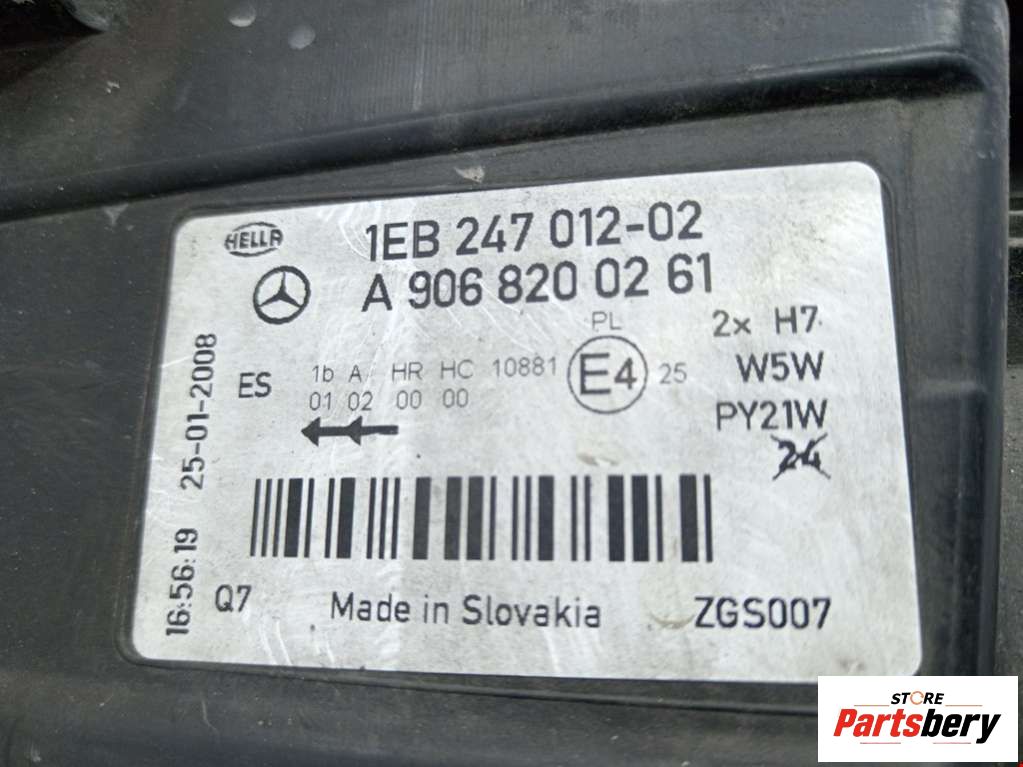 HELLA
1EB 247 012-02
A 906 820 02 61
PL
2x H7
ES
1b A HR HC 10881
E4
25
W5W
01 02 00 00
PY21W
24
16:56:19 25-01-2008
Q7
Made in Slovakia
ZGS007
STORE
Partsbery